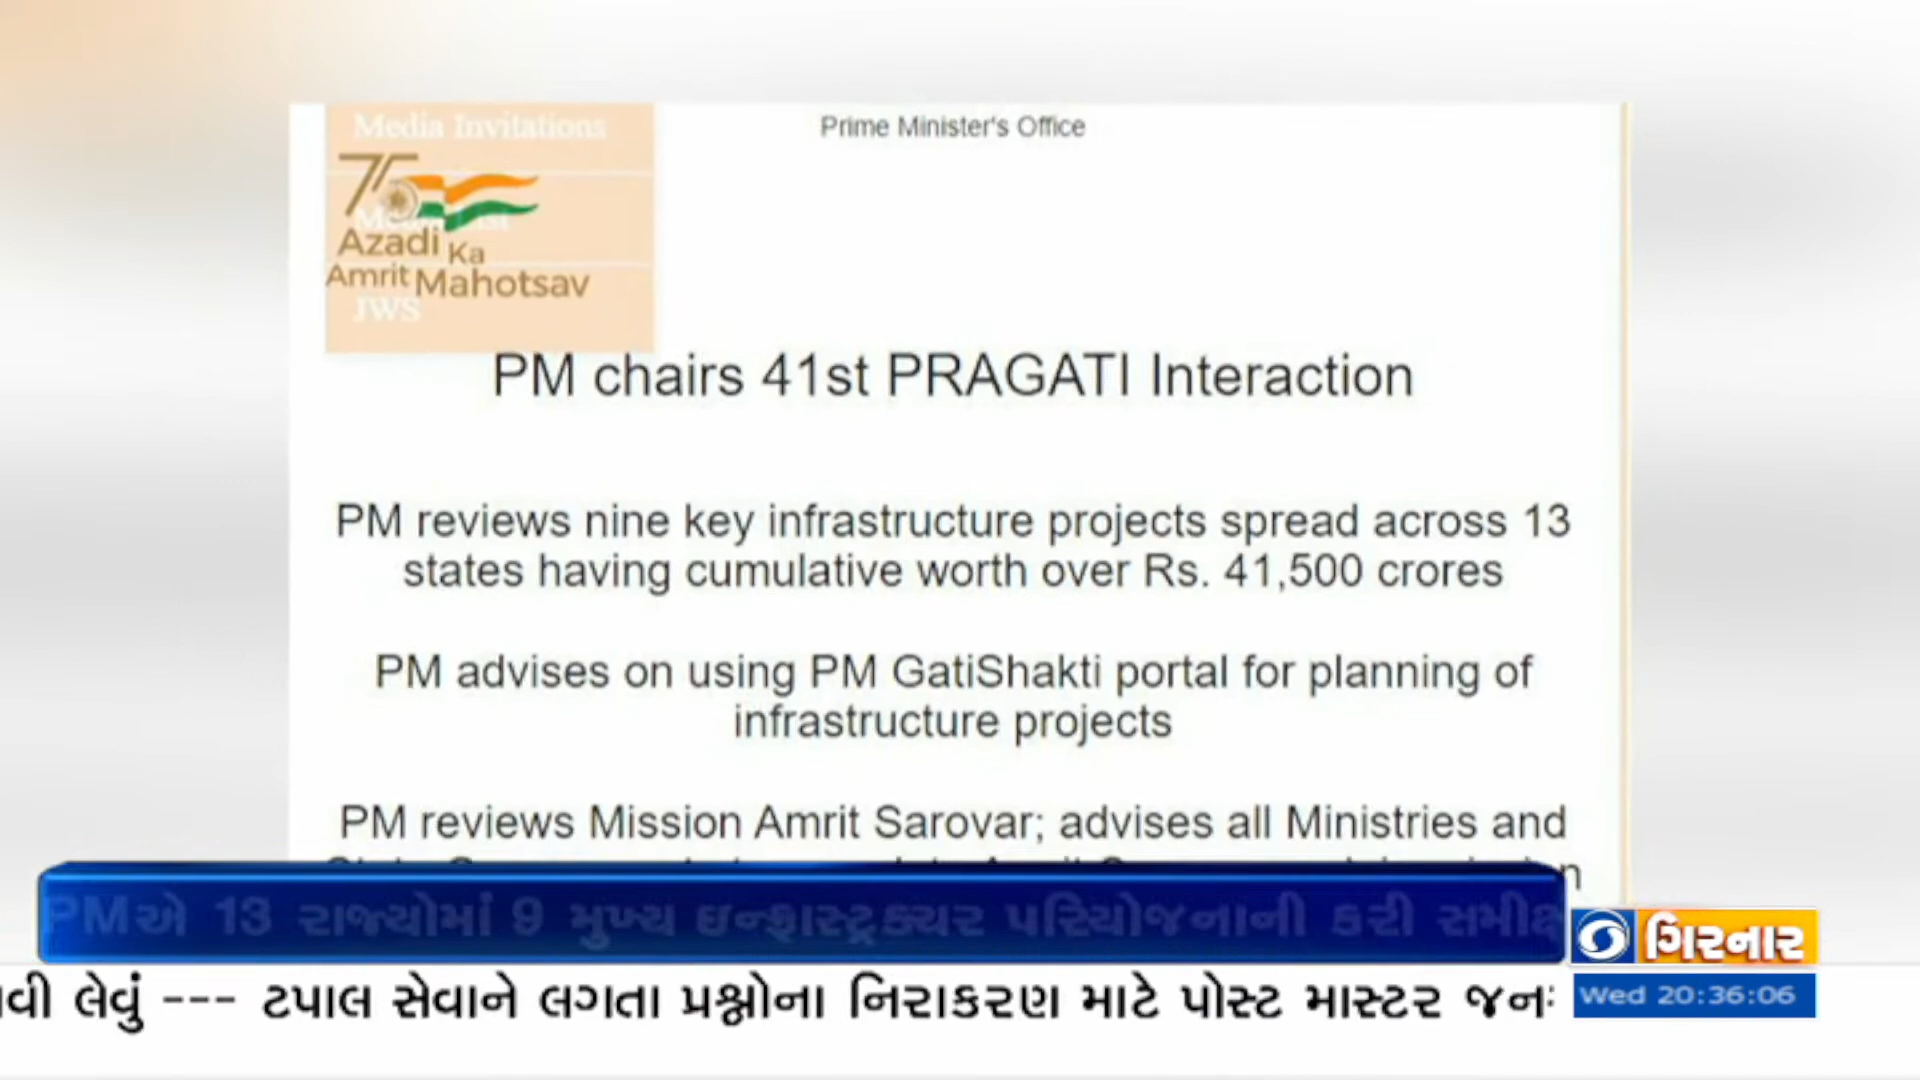 Media Invitations
Prime Minister's Office
75
Azadi Ka
Amrit Mahotsav
JWS
PM chairs 41st PRAGATI Interaction
PM reviews nine key infrastructure projects spread across 13
states having cumulative worth over Rs. 41,500 crores
PM advises on using PM GatiShakti portal for planning of
infrastructure projects
PM reviews Mission Amrit Sarovar; advises all Ministries and
PMએ 13 રાજ્યોમાં 9 મુખ્ય ઇન્ફ્રાસ્ટ્રક્ચર પરિયોજનાની કરી
ગિરનાર
લેવું --- ટપાલ સેવાને લગતા પ્રશ્નોના નિરાકરણ માટે પોસ્ટ માસ્ટર
Wed 20:36:06